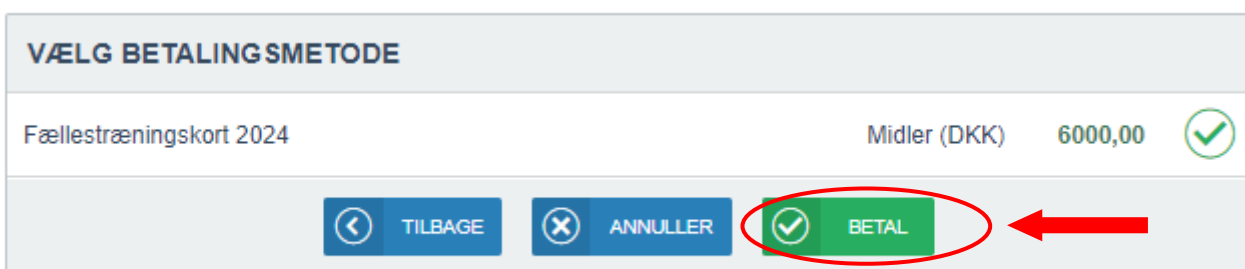 VÆLG BETALINGSMETODE
Fællestræningskort 2024 Midler (DKK) 6000,00
TILBAGE ANNULLER BETAL